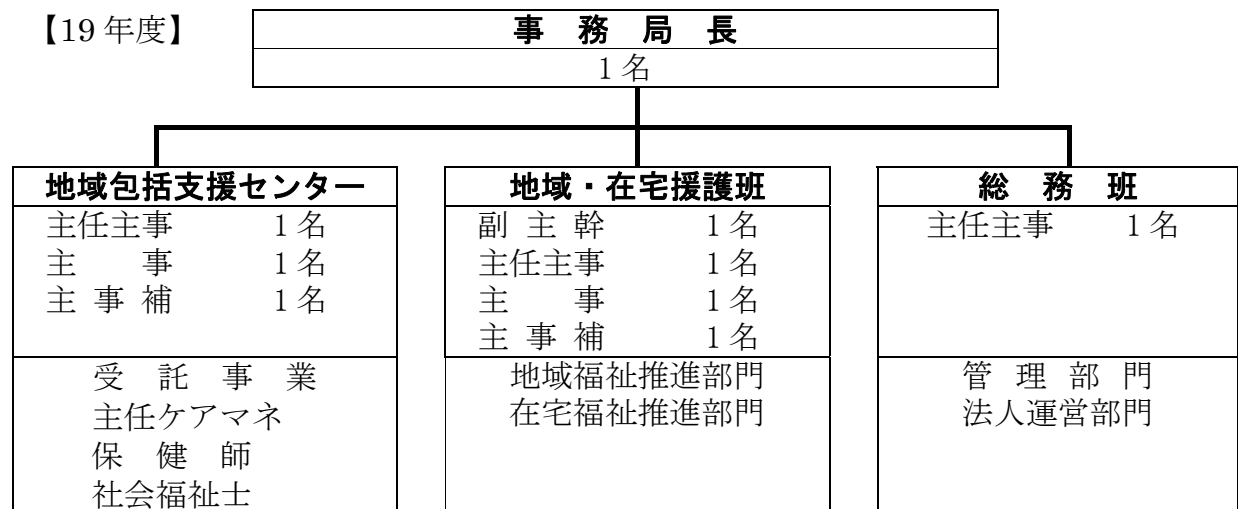 【19年度】
事 務 局 長
1名
地域包括支援センター
主任主事 1名
主 事 1名
主 事 補 1名
受 託 事 業
主任ケアマネ
保 健 師
社会福祉士
地域・在宅援護班
副 主 幹 1名
主任主事 1名
主 事 1名
主 事 補 1名
地域福祉推進部門
在宅福祉推進部門
総 務 班
主任主事 1名
管 理 部 門
法人運営部門